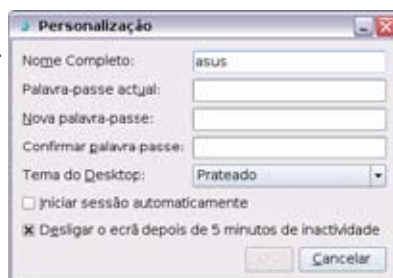 Personalização
Nome Completo: asus
Palavra-passe actual:
Nova palavra-passe:
Confirmar palavra passe:
Tema do Desktop: Prateado
Iniciar sessão automaticamente
Desligar o ecrã depois de 5 minutos de inactividade
Cancelar